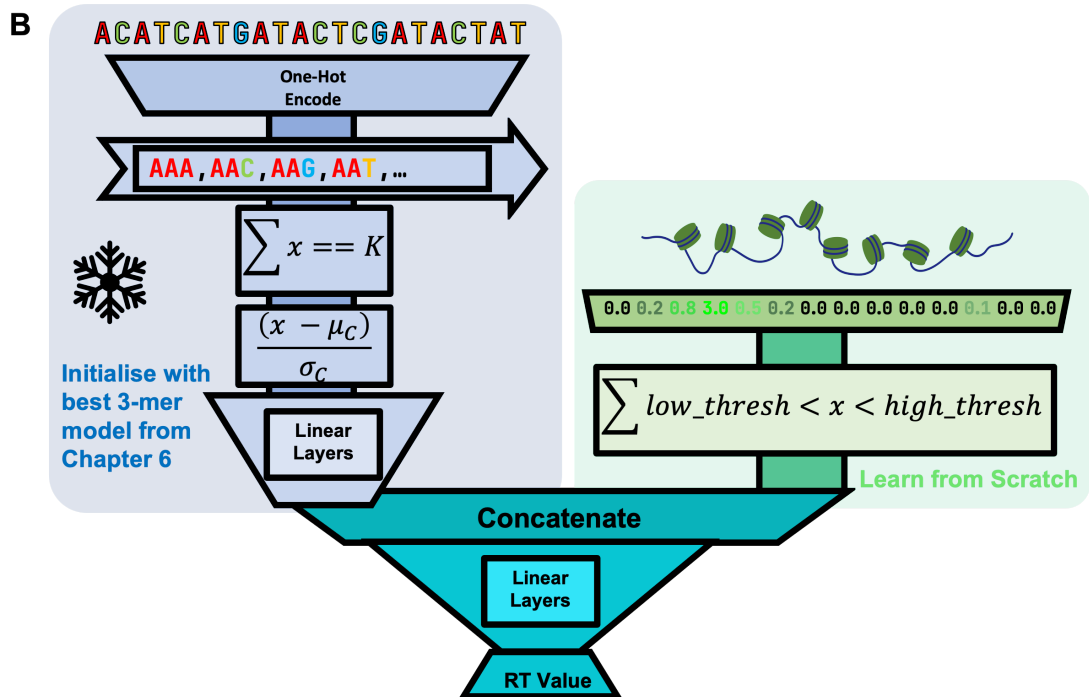 B
ACATCATGATACTCGATACTAT
One-Hot
Encode
AAA,AAC,AAG,AAT,…
∑ x == K
(x − μ_C)
σ_C
Initialise with
best 3-mer
model from
Chapter 6
Linear
Layers
0.0 0.2 0.8 3.0 0.5 0.2 0.0 0.0 0.0 0.0 0.0 0.1 0.0 0.0
∑ low_thresh < x < high_thresh
Learn from Scratch
Concatenate
Linear
Layers
RT Value